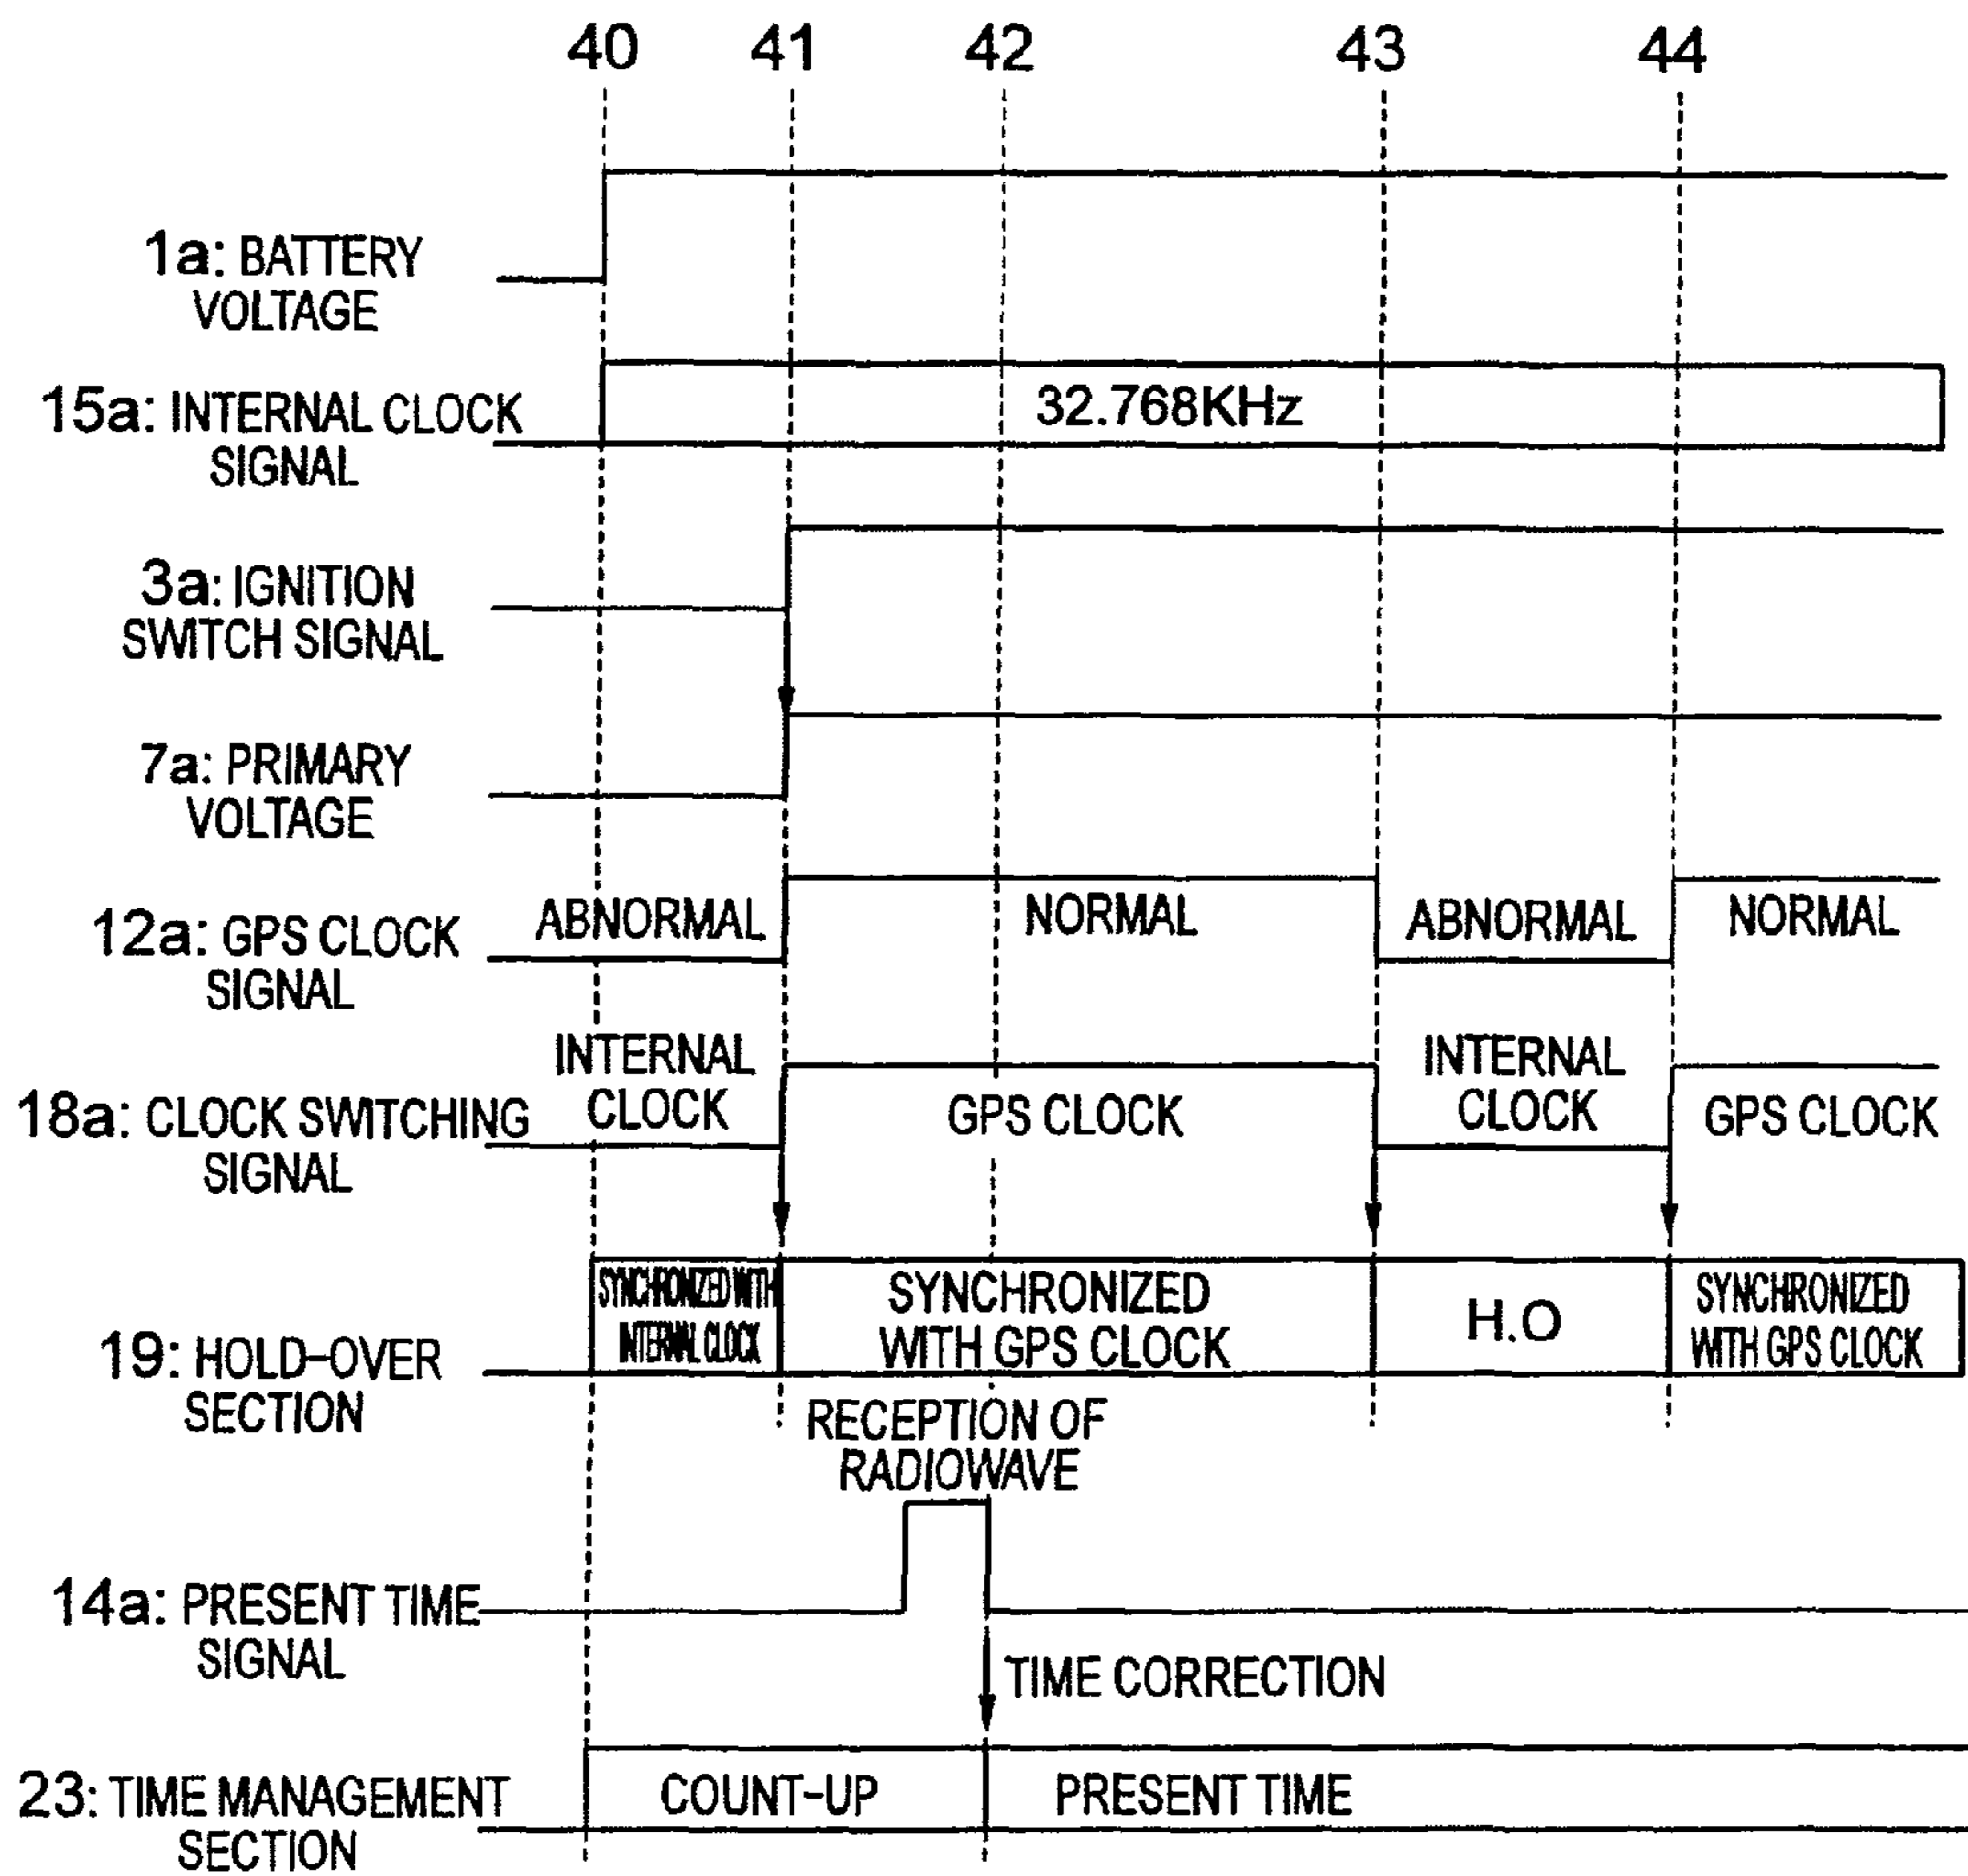 40 41 42 43 44
1a: BATTERY
VOLTAGE
15a: INTERNAL CLOCK
SIGNAL
32.768KHz
3a: IGNITION
SWITCH SIGNAL
7a: PRIMARY
VOLTAGE
12a: GPS CLOCK
SIGNAL
ABNORMAL NORMAL ABNORMAL NORMAL
18a: CLOCK SWITCHING
SIGNAL
INTERNAL
CLOCK
GPS CLOCK
INTERNAL
CLOCK
GPS CLOCK
19: HOLD-OVER
SECTION
SYNCHRONIZED WITH
INTERNAL CLOCK
SYNCHRONIZED
WITH GPS CLOCK
H.O
SYNCHRONIZED
WITH GPS CLOCK
RECEPTION OF
RADIOWAVE
14a: PRESENT TIME
SIGNAL
TIME CORRECTION
23: TIME MANAGEMENT
SECTION
COUNT-UP PRESENT TIME